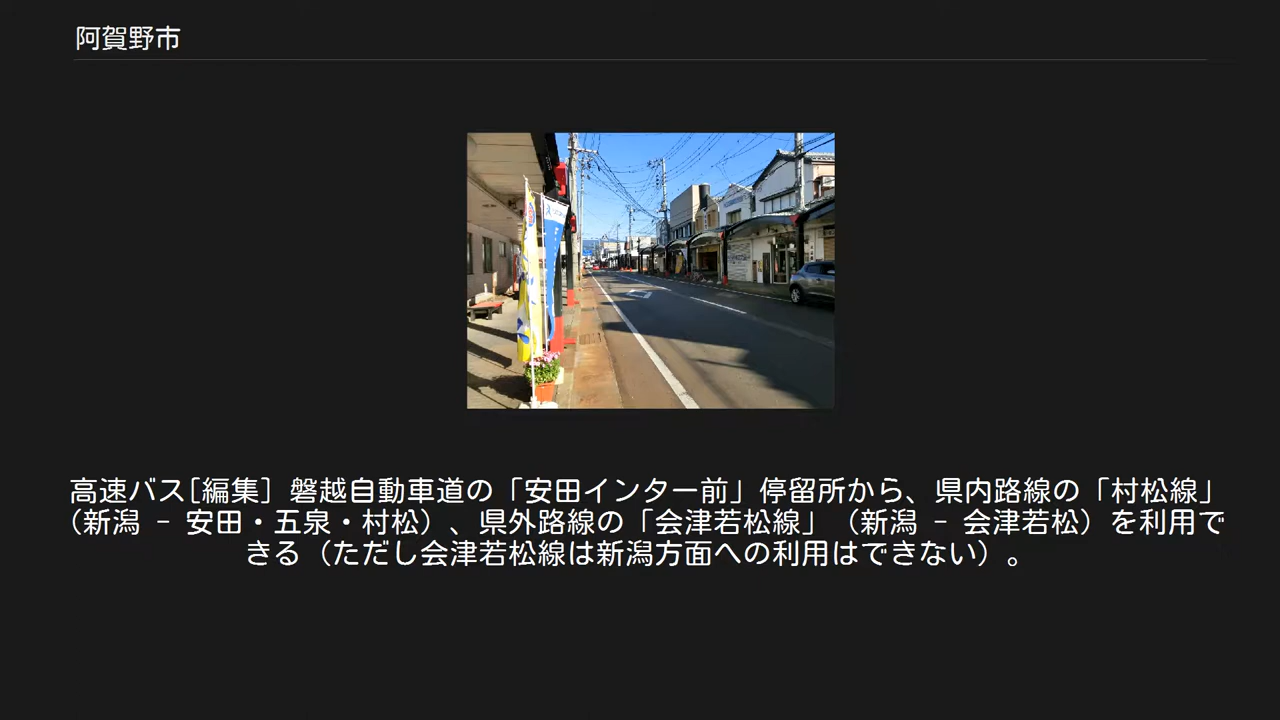 阿賀野市
高速バス[編集] 磐越自動車道の「安田インター前」停留所から、県内路線の「村松線」
(新潟 - 安田・五泉・村松)、県外路線の「会津若松線」（新潟 - 会津若松）を利用で
きる（ただし会津若松線は新潟方面への利用はできない）。